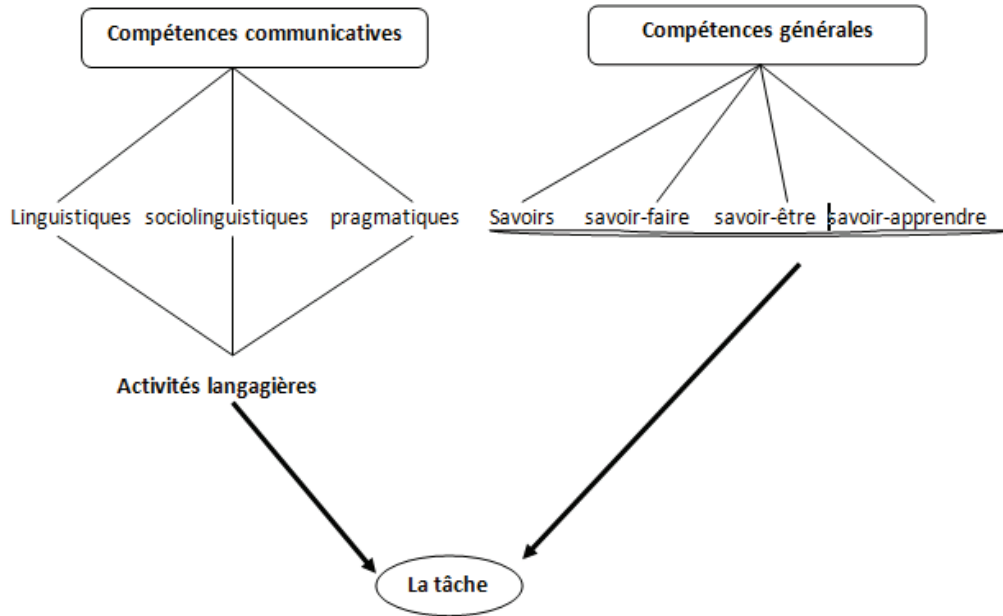 Compétences communicatives
Compétences générales
Linguistiques sociolinguistiques pragmatiques
Savoirs savoir-faire savoir-être savoir-apprendre
Activités langagières
La tâche